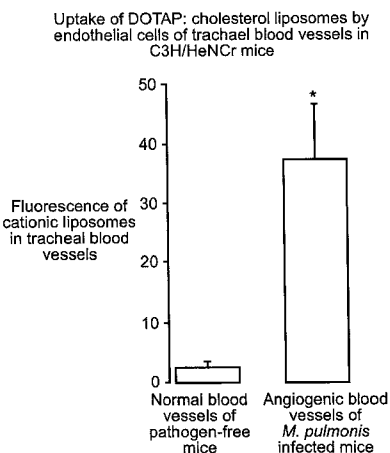 Uptake of DOTAP: cholesterol liposomes by
endothelial cells of trachael blood vessels in
C3H/HeNCr mice
50
40
30
20
10
0
Fluorescence of
cationic liposomes
in tracheal blood
vessels
*
Normal blood
vessels of
pathogen-free
mice
Angiogenic blood
vessels of
M. pulmonis
infected mice